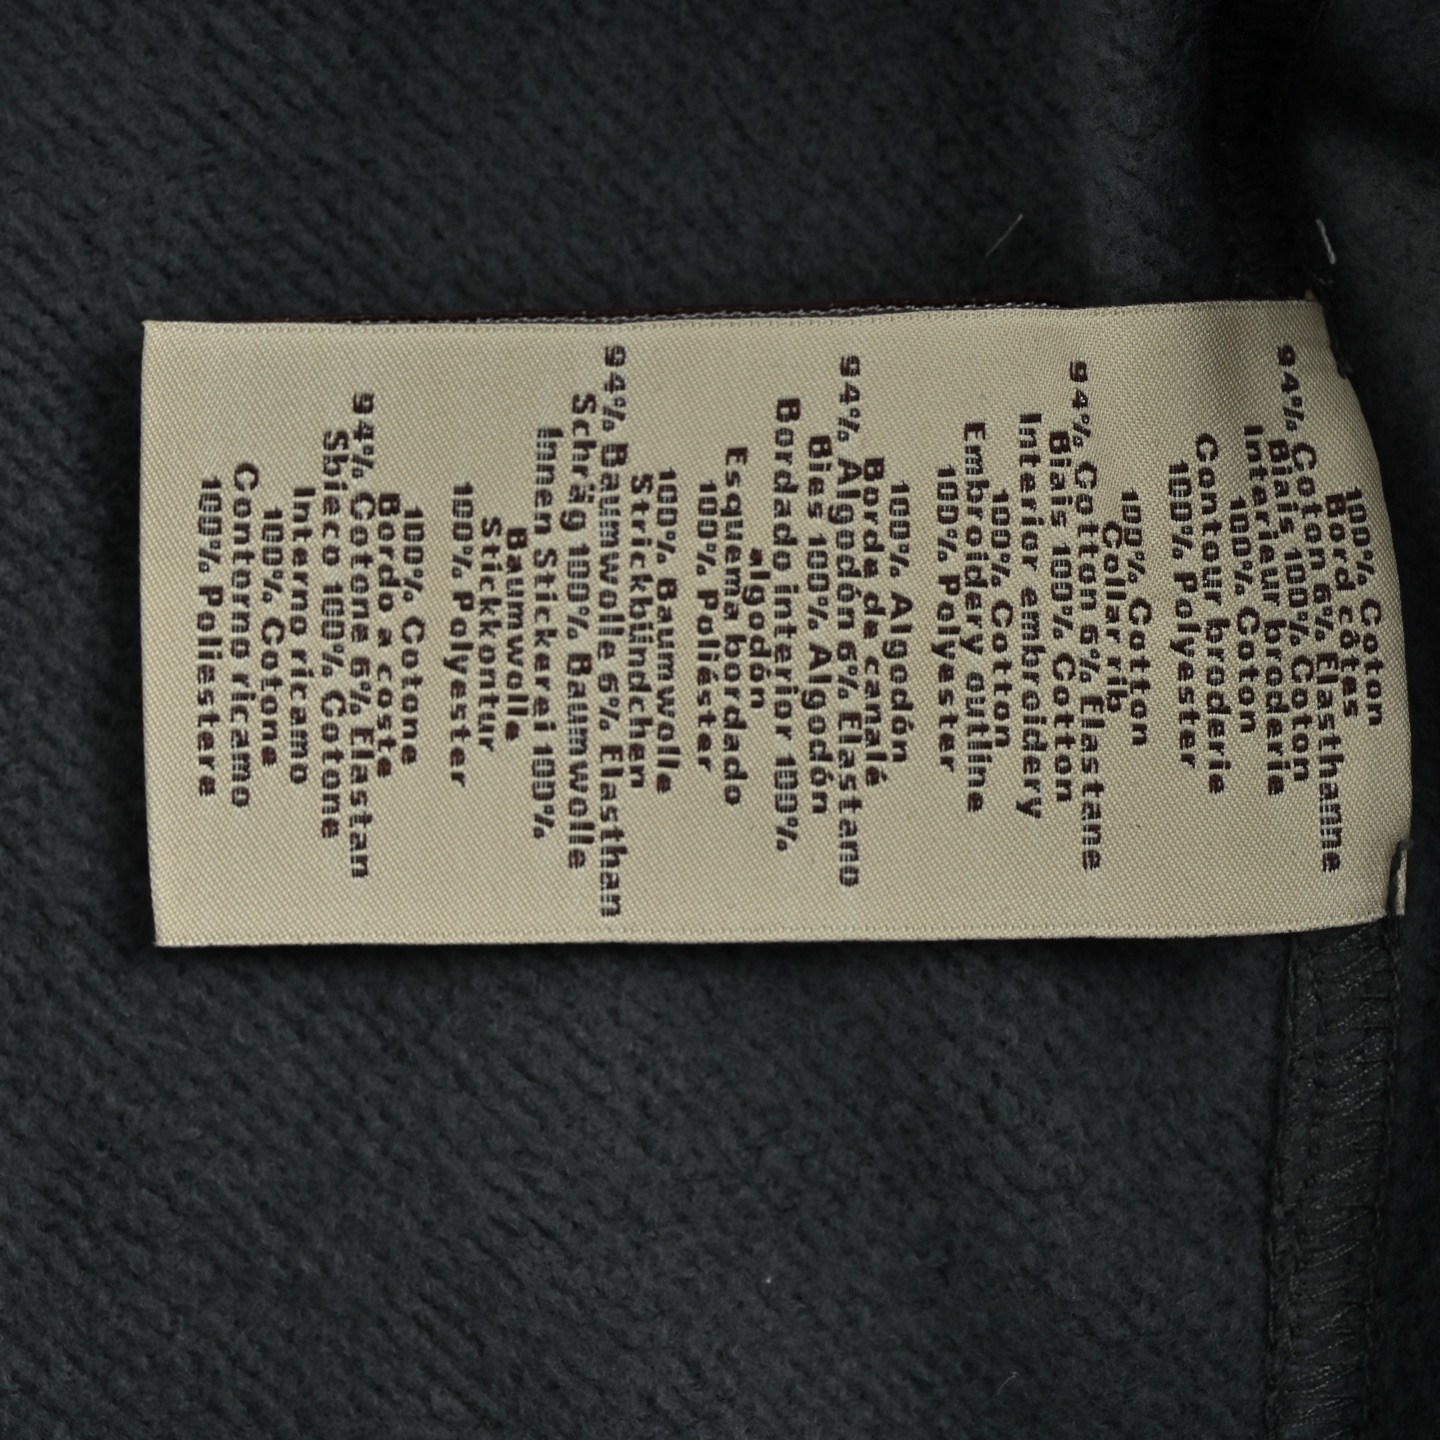 100% Coton
Bord côtes
94% Coton 6% Elasthanne
Biais 100% Coton
Interieur broderie
100% Coton
Contour broderie
100% Polyester
100% Cotton
Collar rib
94% Cotton 6% Elastane
Biais 100% Cotton
Interior embroidery
100% Cotton
Embroidery outline
100% Polyester
100% Algodón
Borde de canalé
94% Algodón 6% Elastano
Bies 100% Algodón
Bordado interior 100%
algodón
Esquema bordado
100% Poliéster
100% Baumwolle
Strickbündchen
94% Baumwolle 6% Elasthan
Schräg 100% Baumwolle
Innen Stickerei 100%
Baumwolle
Stickkontur
100% Polyester
100% Cotone
Bordo a coste
94% Cotone 6% Elastan
Sbieco 100% Cotone
Interno ricamo
100% Cotone
Contorno ricamo
100% Poliestere